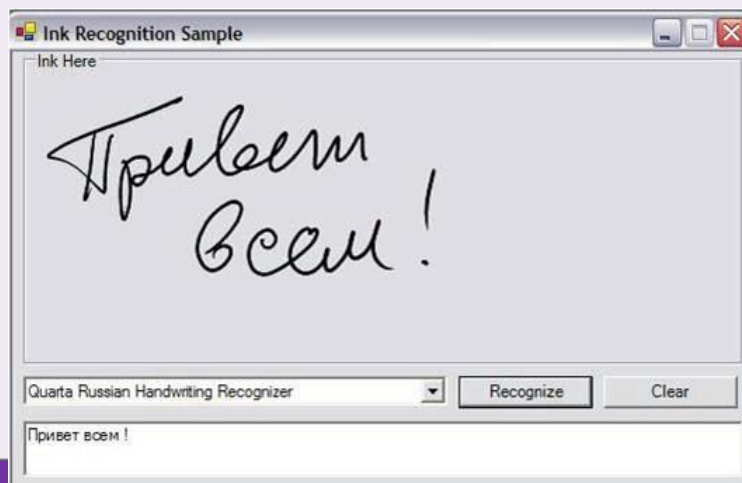 Ink Recognition Sample
Ink Here
Привет
всем!
Quarta Russian Handwriting Recognizer
Recognize
Clear
Привет всем !